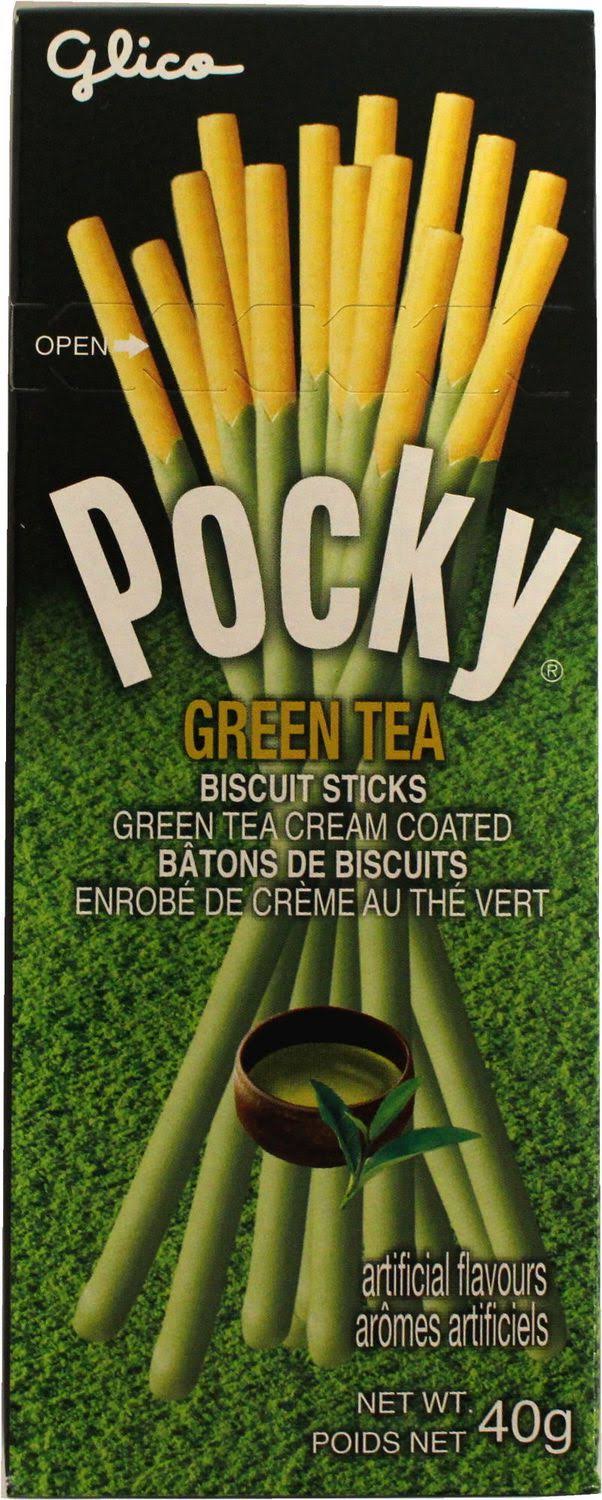 Glico
OPEN
Pocky®
GREEN TEA
BISCUIT STICKS
GREEN TEA CREAM COATED
BÂTONS DE BISCUITS
ENROBÉ DE CRÈME AU THÉ VERT
artificial flavours
arômes artificiels
NET WT.
POIDS NET 40g